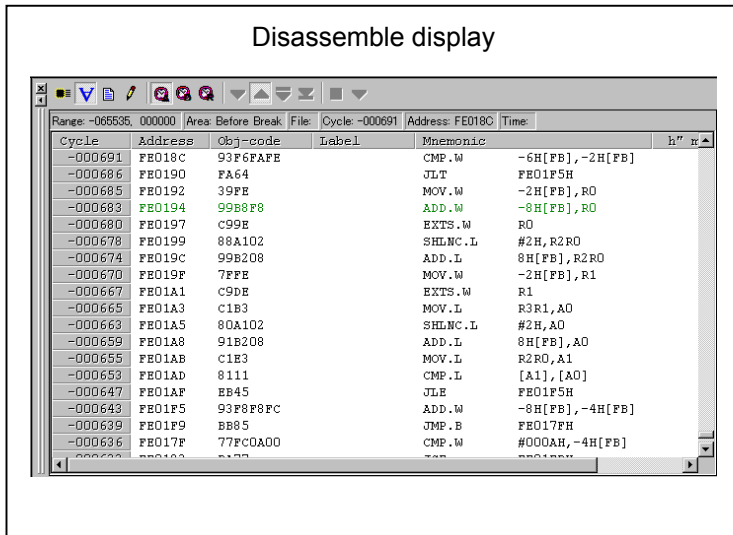 Disassemble display
Range: -065535, 000000 Area: Before Break File: Cycle: -000691 Address: FE018C Time:
Cycle Address Obj-code Label Mnemonic h" m
-000691 FE018C 93F6FAFE CMP.W -6H[FB],-2H[FB]
-000686 FE0190 FA64 JLT FE01F5H
-000685 FE0192 39FE MOV.W -2H[FB],R0
-000683 FE0194 99B8F8 ADD.W -8H[FB],R0
-000680 FE0197 C99E EXTS.W R0
-000678 FE0199 88A102 SHLNC.L #2H,R2R0
-000674 FE019C 99B208 ADD.L 8H[FB],R2R0
-000670 FE019F 7FFE MOV.W -2H[FB],R1
-000667 FE01A1 C9DE EXTS.W R1
-000665 FE01A3 C1B3 MOV.L R3R1,A0
-000663 FE01A5 80A102 SHLNC.L #2H,A0
-000659 FE01A8 91B208 ADD.L 8H[FB],A0
-000655 FE01AB C1E3 MOV.L R2R0,A1
-000653 FE01AD 8111 CMP.L [A1],[A0]
-000647 FE01AF EB45 JLE FE01F5H
-000643 FE01F5 93F8F8FC ADD.W -8H[FB],-4H[FB]
-000639 FE01F9 BB85 JMP.B FE017FH
-000636 FE017F 77FC0A00 CMP.W #000AH,-4H[FB]